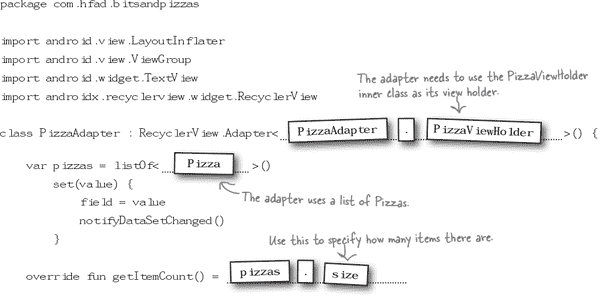 package com.hfad.bitsandpizzas
import android.view.LayoutInflater
import android.view.ViewGroup
import android.widget.TextView
import androidx.recyclerview.widget.RecyclerView
The adapter needs to use the PizzaViewHolder
inner class as its view holder.
class PizzaAdapter : RecyclerView.Adapter<PizzaAdapter.PizzaViewHolder>() {
var pizzas = listOf<Pizza>()
set(value) {
field = value
The adapter uses a list of Pizzas.
notifyDataSetChanged()
}
Use this to specify how many items there are.
override fun getItemCount() = pizzas.size